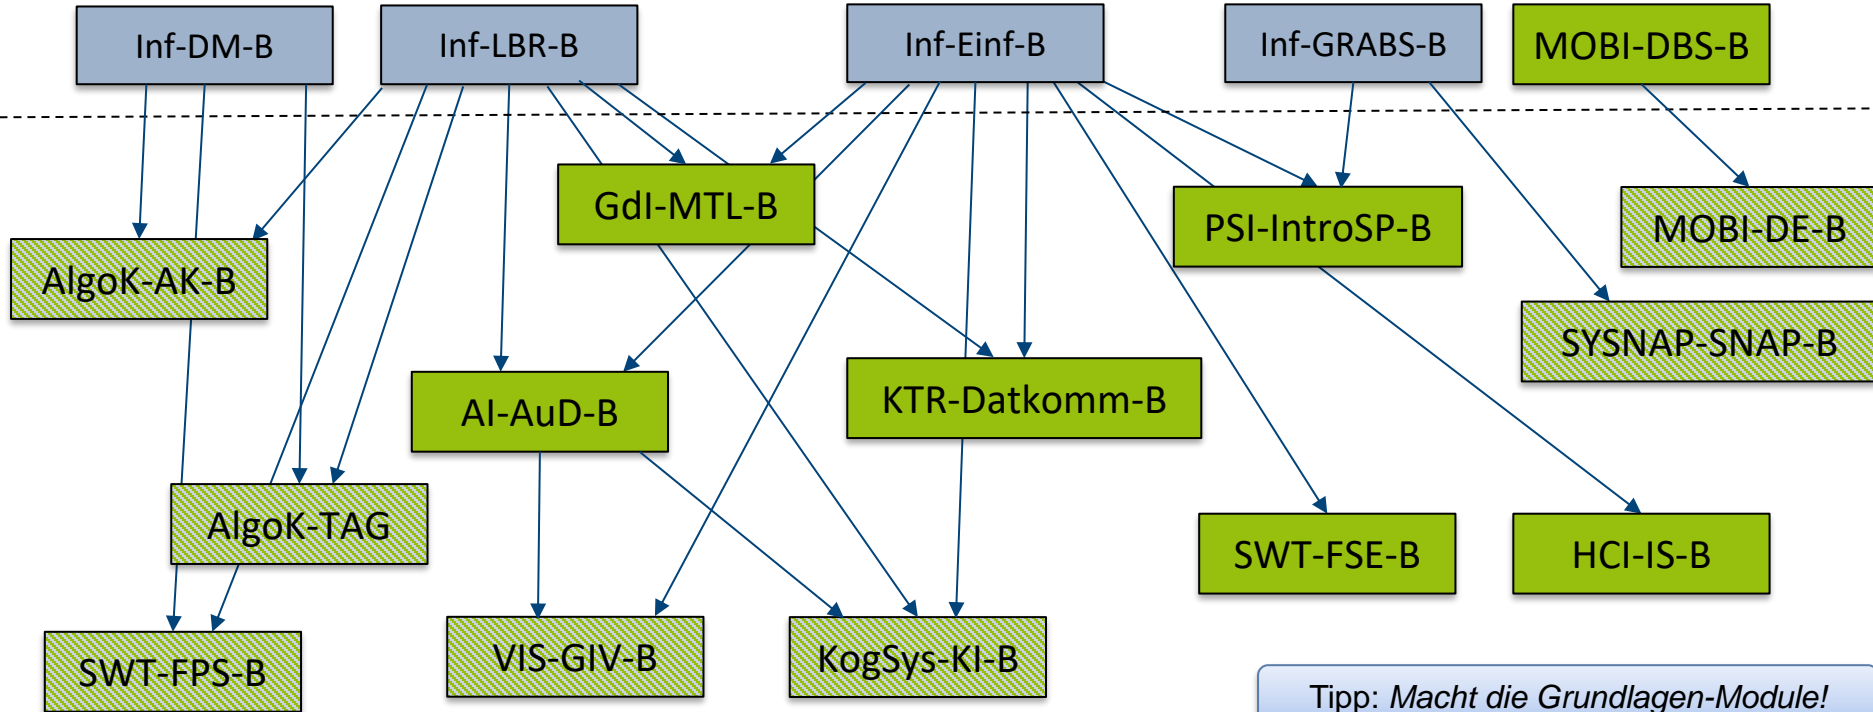 Inf-DM-B
Inf-LBR-B
Inf-Einf-B
Inf-GRABS-B
MOBI-DBS-B
GdI-MTL-B
PSI-IntroSP-B
MOBI-DE-B
AlgoK-AK-B
SYSNAP-SNAP-B
AI-AuD-B
KTR-Datkomm-B
AlgoK-TAG
SWT-FSE-B
HCI-IS-B
SWT-FPS-B
VIS-GIV-B
KogSys-KI-B
Tipp: Macht die Grundlagen-Module!